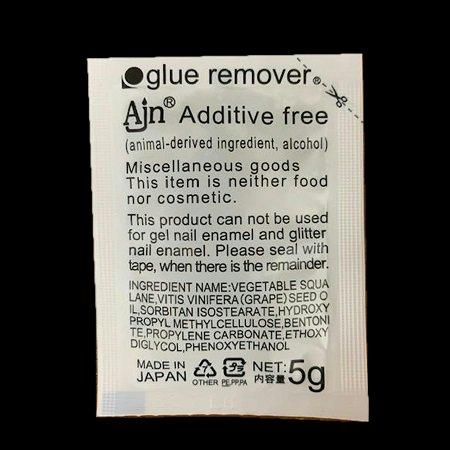 glue remover®
Ajn® Additive free
(animal-derived ingredient, alcohol)
Miscellaneous goods
This item is neither food
nor cosmetic.
This product can not be used
for gel nail enamel and glitter
nail enamel. Please seal with
tape, when there is the remainder.
INGREDIENT NAME:VEGETABLE SQUA
LANE,VITIS VINIFERA(GRAPE)SEED O
IL,SORBITAN ISOSTEARATE,HYDROXY
PROPYL METHYLCELLULOSE,BENTONI
TE,PROPYLENE CARBONATE,ETHOXY
DIGLYCOL,PHENOXYETHANOL
MADE IN
JAPAN
7
OTHER
プラ
PE,PP,PA
NET:
内容量
5g